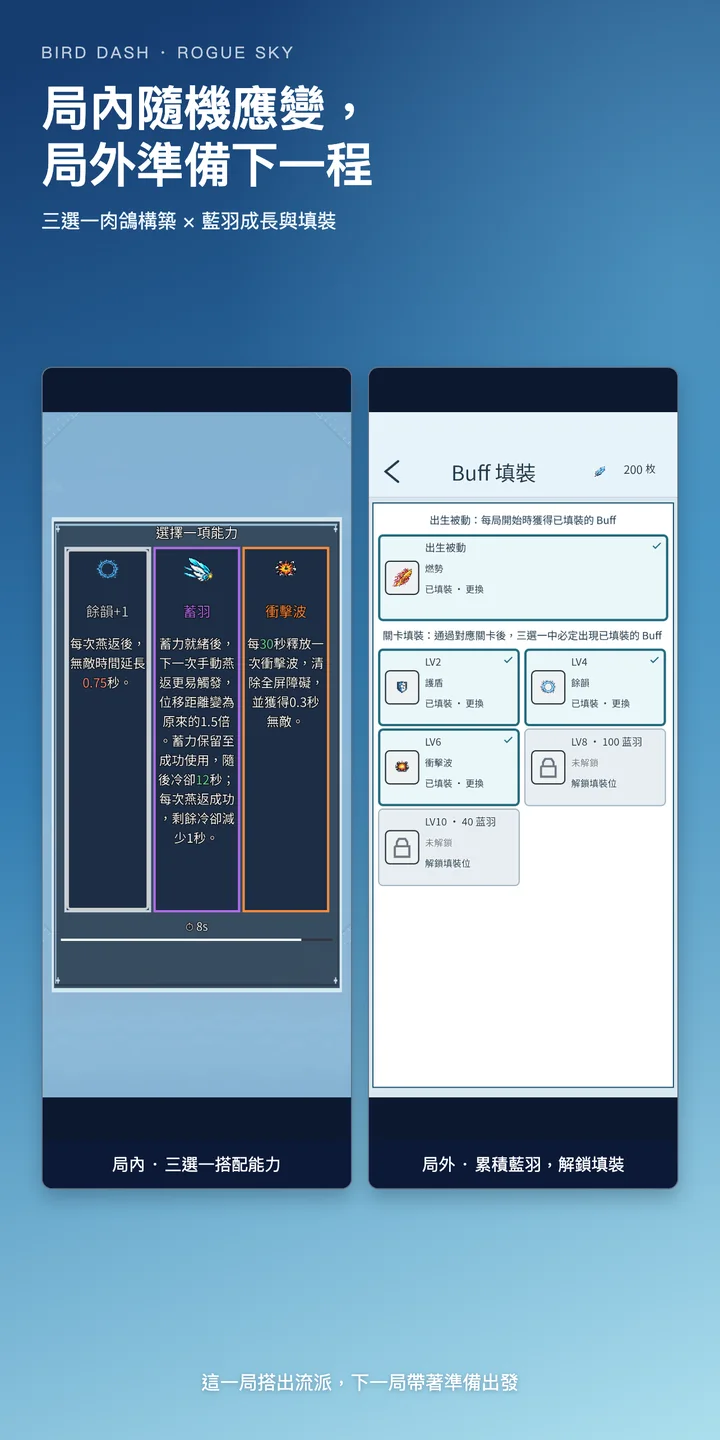 BIRD DASH · ROGUE SKY
局內隨機應變，
局外準備下一程
三選一肉鴿構築 × 藍羽成長與填裝
選擇一項能力
餘韻+1
每次燕返後，
無敵時間延長
0.75秒。
蓄羽
蓄力就緒後，
下一次手動燕
返更易觸發，
位移距離變為
原來的1.5倍
。蓄力保留至
成功使用，隨
後冷卻12秒；
每次燕返成功
，剩餘冷卻減
少1秒。
衝擊波
每30秒釋放一
次衝擊波，清
除全屏障礙，
並獲得0.3秒
無敵。
8s
局內 · 三選一搭配能力
Buff 填裝
200 枚
出生被動：每局開始時獲得已填裝的 Buff
出生被動
燃勢
已填裝 · 更換
關卡填裝：通過對應關卡後，三選一中必定出現已填裝的 Buff
LV2
護盾
已填裝 · 更換
LV4
餘韻
已填裝 · 更換
LV6
衝擊波
已填裝 · 更換
LV8 · 100 蓝羽
未解鎖
解鎖填裝位
LV10 · 40 蓝羽
未解鎖
解鎖填裝位
局外 · 累積藍羽，解鎖填裝
這一局搭出流派，下一局帶著準備出發